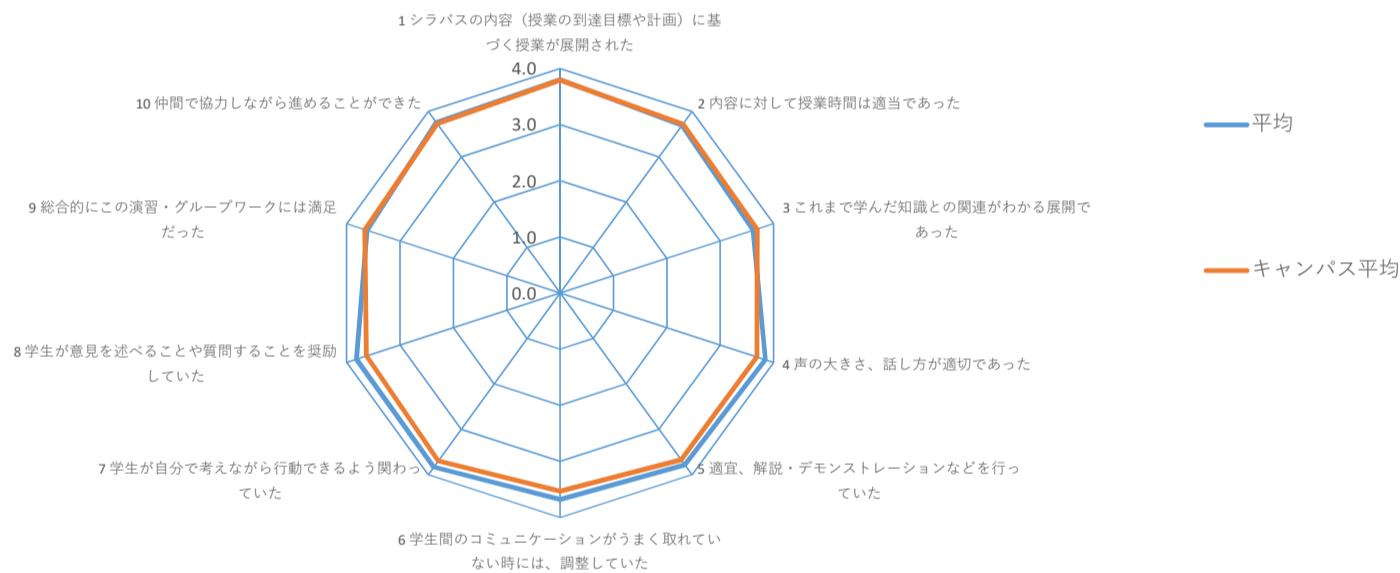 1 シラバスの内容（授業の到達目標や計画）に基
づく授業が展開された
4.0
10 仲間で協力しながら進めることができた
2 内容に対して授業時間は適当であった
平均
3.0
2.0
9 総合的にこの演習・グループワークには満足
だった
3 これまで学んだ知識との関連がわかる展開で
あった
1.0
キャンパス平均
0.0
8 学生が意見を述べることや質問することを奨励
していた
4 声の大きさ、話し方が適切であった
7 学生が自分で考えながら行動できるよう関わっ
ていた
5 適宜、解説・デモンストレーションなどを行っ
ていた
6 学生間のコミュニケーションがうまく取れてい
ない時には、調整していた